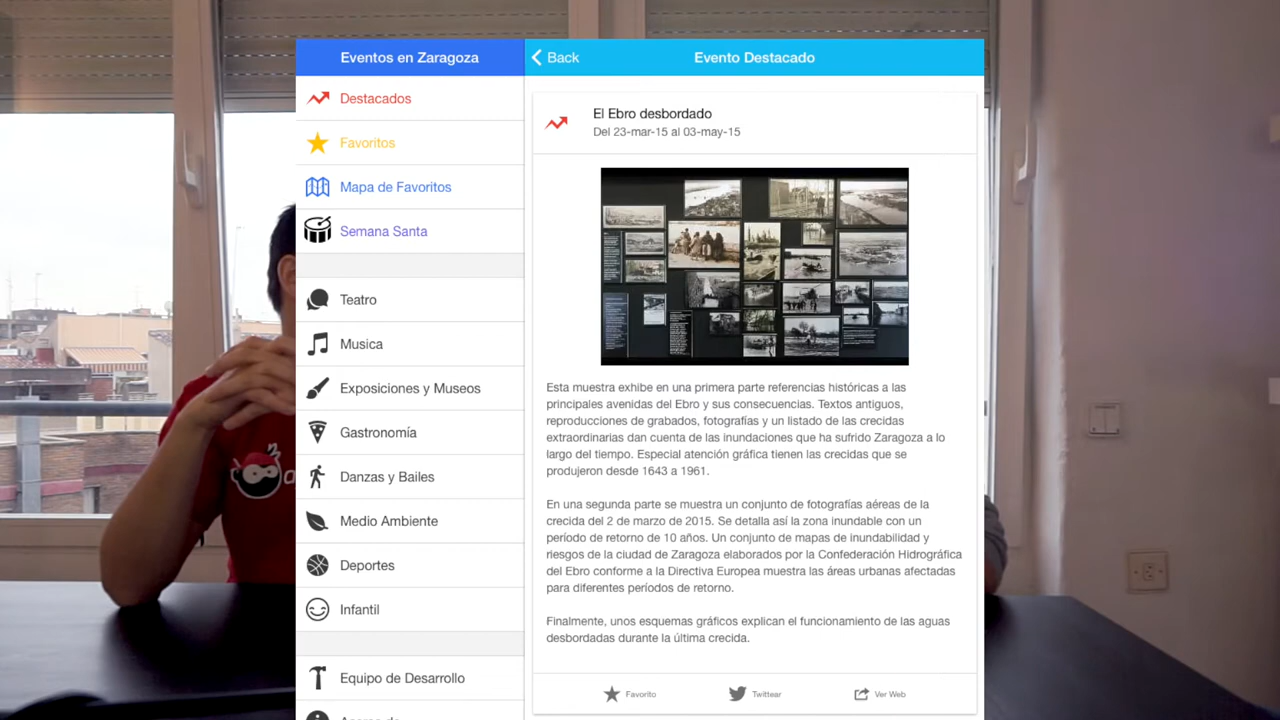 Eventos en Zaragoza
Destacados
Favoritos
Mapa de Favoritos
Semana Santa
Teatro
Musica
Exposiciones y Museos
Gastronomía
Danzas y Bailes
Medio Ambiente
Deportes
Infantil
Equipo de Desarrollo
Back
Evento Destacado
El Ebro desbordado
Del 23-mar-15 al 03-may-15
Esta muestra exhibe en una primera parte referencias históricas a las
principales avenidas del Ebro y sus consecuencias. Textos antiguos,
reproducciones de grabados, fotografías y un listado de las crecidas
extraordinarias dan cuenta de las inundaciones que ha sufrido Zaragoza a lo
largo del tiempo. Especial atención gráfica tienen las crecidas que se
produjeron desde 1643 a 1961.
En una segunda parte se muestra un conjunto de fotografías aéreas de la
crecida del 2 de marzo de 2015. Se detalla así la zona inundable con un
período de retorno de 10 años. Un conjunto de mapas de inundabilidad y
riesgos de la ciudad de Zaragoza elaborados por la Confederación Hidrográfica
del Ebro conforme a la Directiva Europea muestra las áreas urbanas afectadas
para diferentes períodos de retorno.
Finalmente, unos esquemas gráficos explican el funcionamiento de las aguas
desbordadas durante la última crecida.
Favorito
Twittear
Ver Web